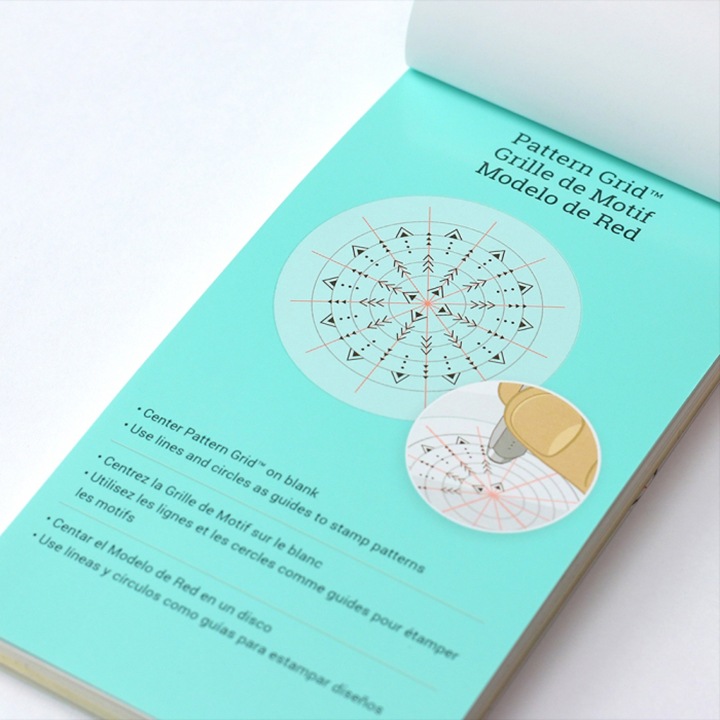 Pattern Grid™
Grille de Motif
Modelo de Red
• Center Pattern Grid™ on blank
• Use lines and circles as guides to stamp patterns
• Centrez la Grille de Motif sur le blanc
• Utilisez les lignes et les cercles comme guides pour étamper
les motifs
• Centar el Modelo de Red en un disco
• Use líneas y círculos como guías para estampar diseños